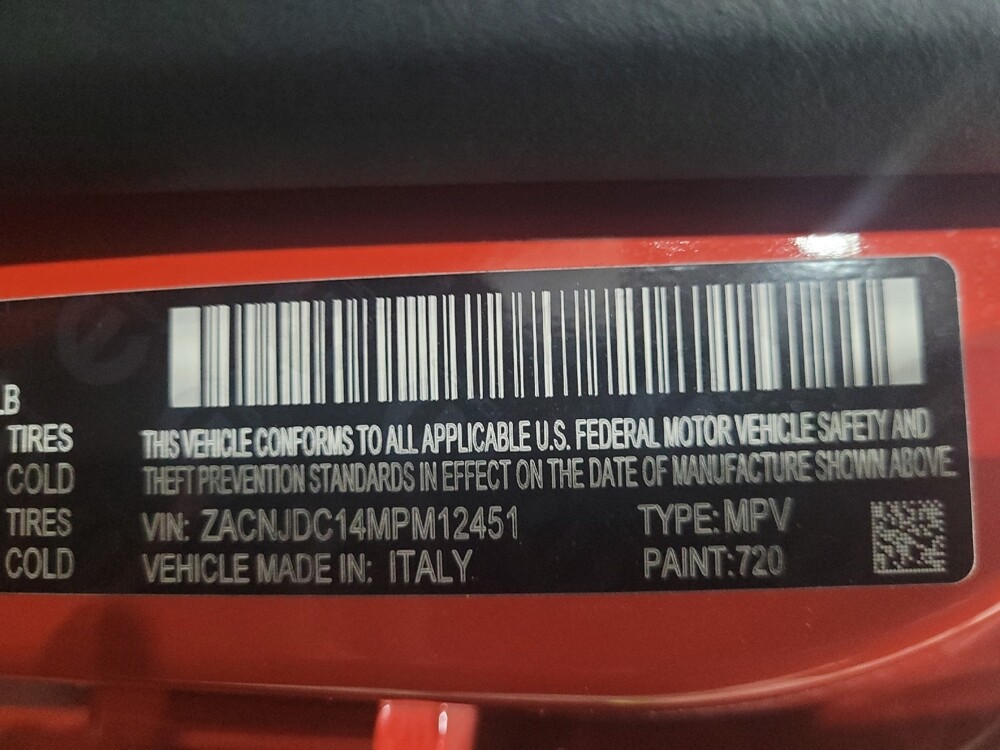 LB
TIRES
COLD
TIRES
COLD
THIS VEHICLE CONFORMS TO ALL APPLICABLE U.S. FEDERAL MOTOR VEHICLE SAFETY AND
THEFT PREVENTION STANDARDS IN EFFECT ON THE DATE OF MANUFACTURE SHOWN ABOVE.
VIN: ZACNJDC14MPM12451 TYPE: MPV
VEHICLE MADE IN: ITALY PAINT:720